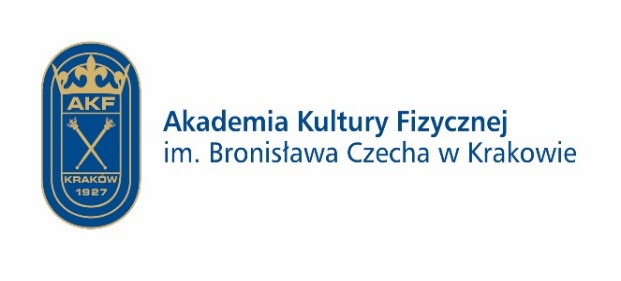 AKF
KRAKÓW
1927
Akademia Kultury Fizycznej
im. Bronisława Czecha w Krakowie